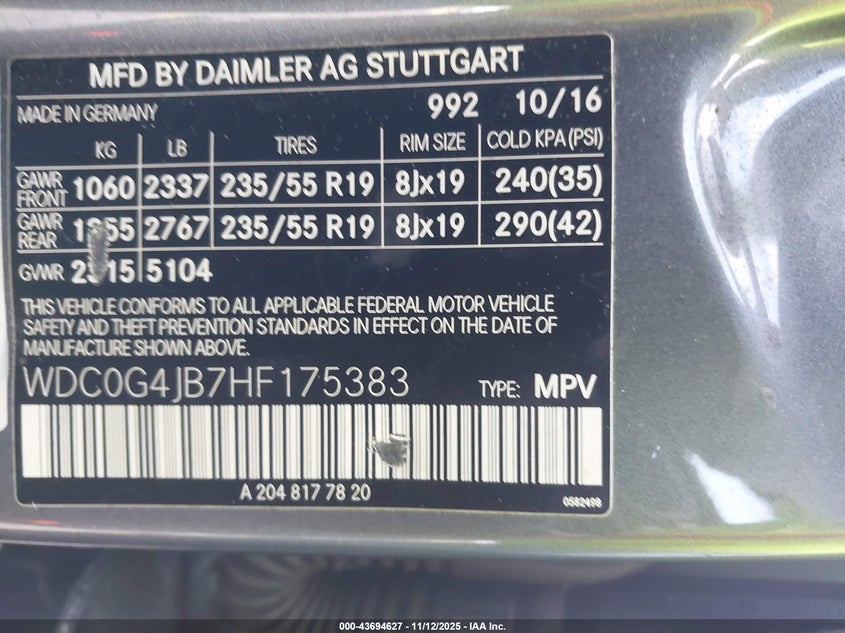 MFD BY DAIMLER AG STUTTGART
MADE IN GERMANY 992 10/16
KG LB TIRES RIM SIZE COLD KPA (PSI)
GAWR FRONT 1060 2337 235/55 R19 8Jx19 240(35)
GAWR REAR 2767 235/55 R19 8Jx19 290(42)
GVWR 5104
THIS VEHICLE CONFORMS TO ALL APPLICABLE FEDERAL MOTOR VEHICLE
SAFETY AND THEFT PREVENTION STANDARDS IN EFFECT ON THE DATE OF
MANUFACTURE SHOWN ABOVE.
WDC0G4JB7HF175383 TYPE: MPV
A 204 817 78 20
0582498
000-43694627 - 11/12/2025 - IAA Inc.